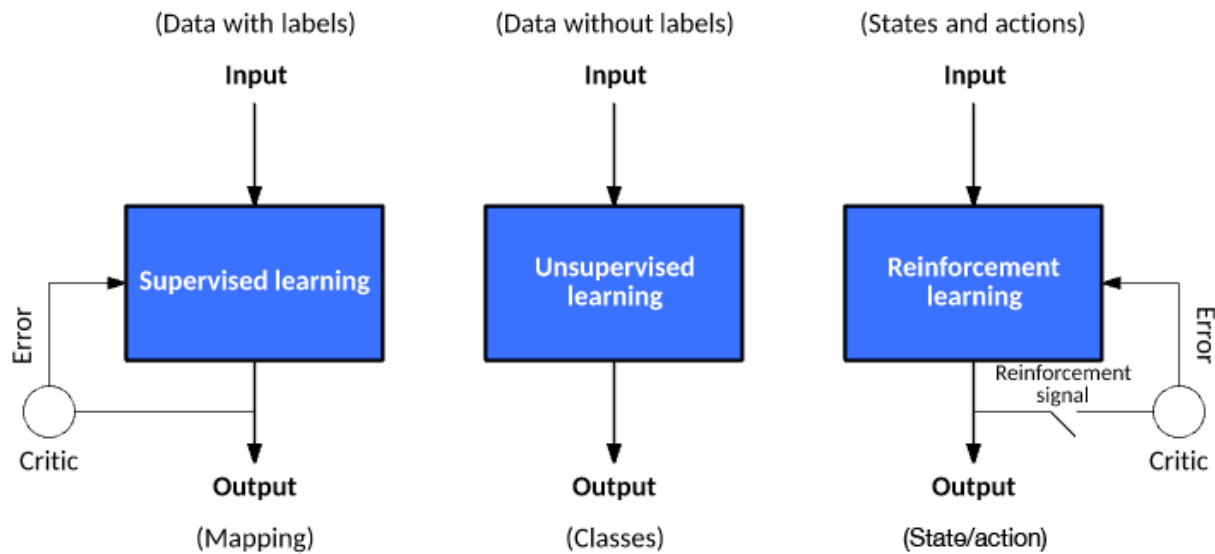 (Data with labels)
Input
Supervised learning
Error
Critic
Output
(Mapping)
(Data without labels)
Input
Unsupervised
learning
Output
(Classes)
(States and actions)
Input
Reinforcement
learning
Error
Reinforcement
signal
Critic
Output
(State/action)